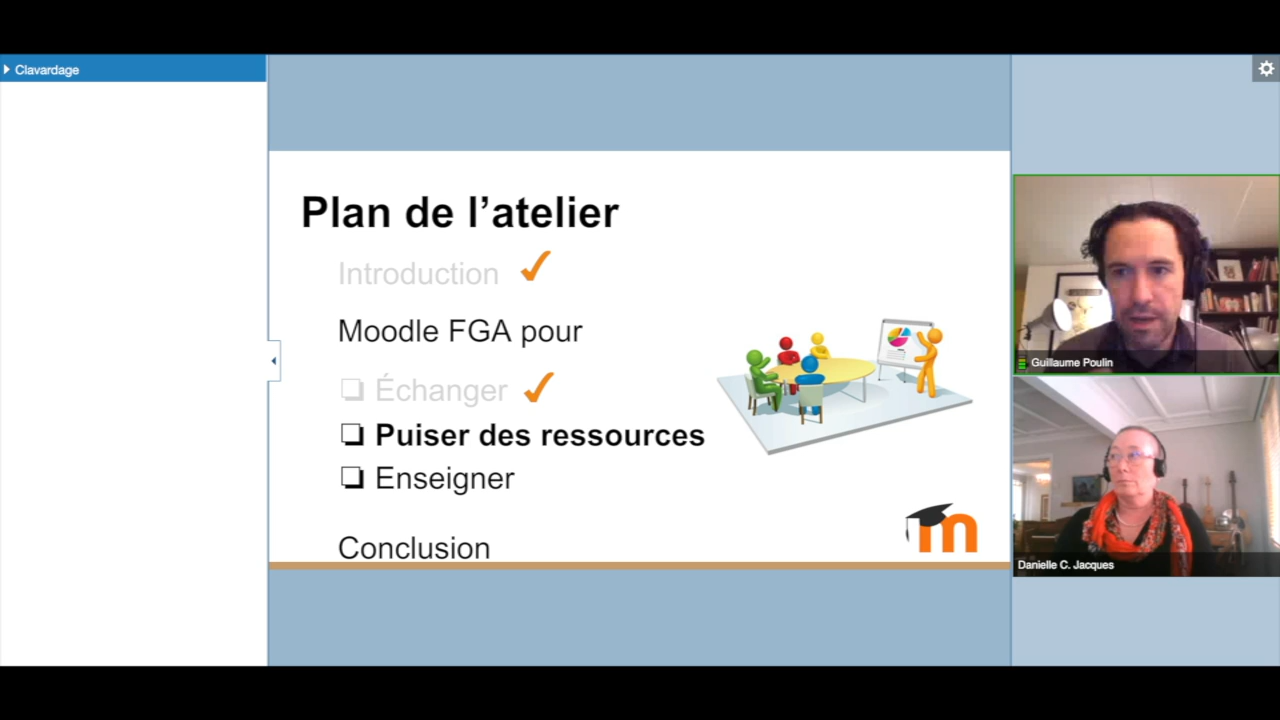 Clavardage
Plan de l’atelier
Introduction
Moodle FGA pour
Échanger
Puiser des ressources
Enseigner
Conclusion
Guillaume Poulin
Danielle C. Jacques